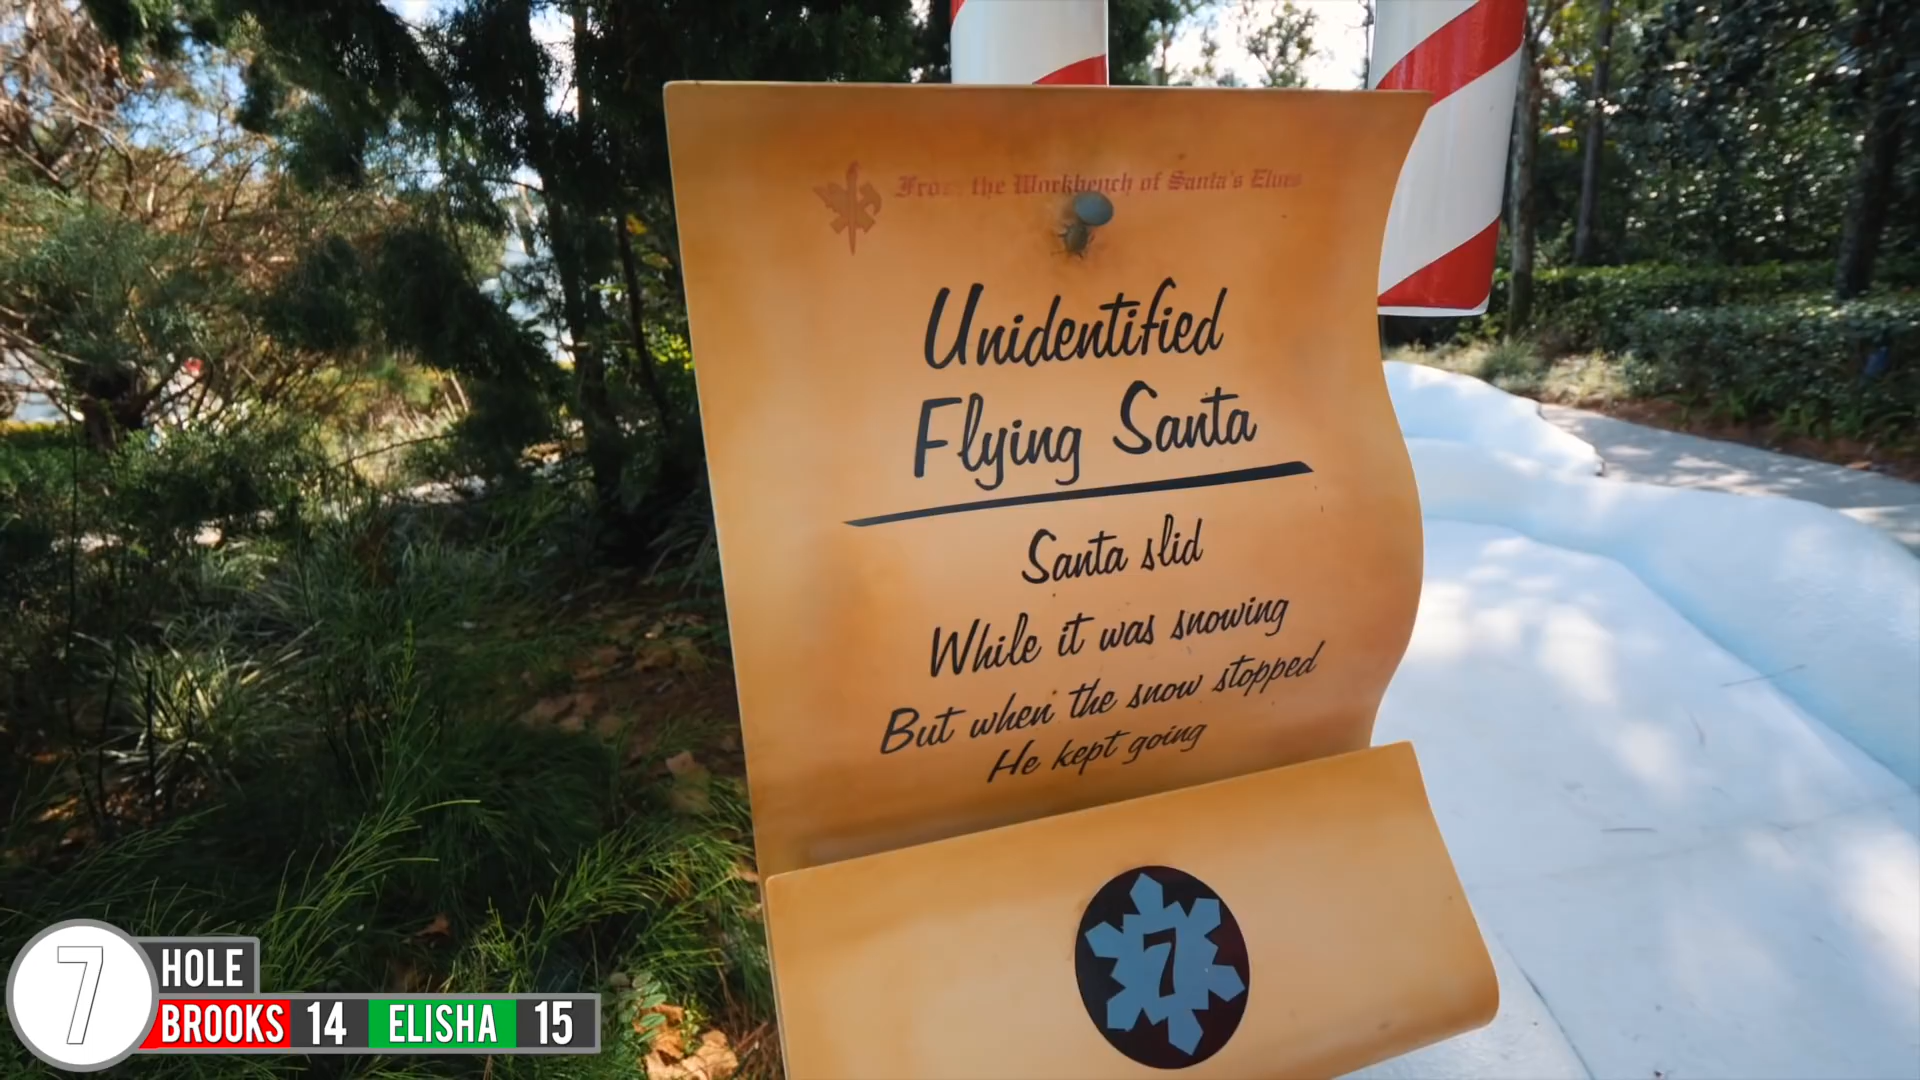 From the Workbench of Santa's Elves
Unidentified
Flying Santa
Santa slid
While it was snowing
But when the snow stopped
He kept going
7
7
HOLE
BROOKS 14 ELISHA 15